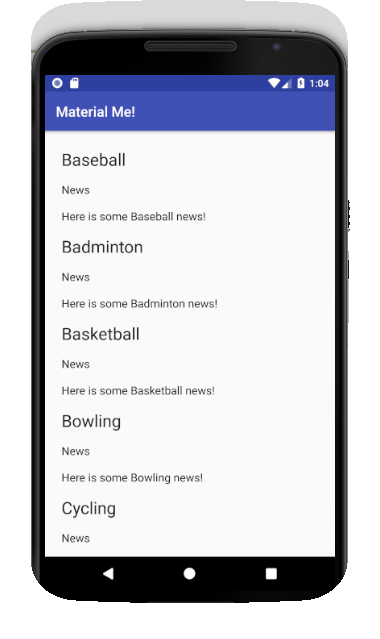 1:04
Material Me!
Baseball
News
Here is some Baseball news!
Badminton
News
Here is some Badminton news!
Basketball
News
Here is some Basketball news!
Bowling
News
Here is some Bowling news!
Cycling
News